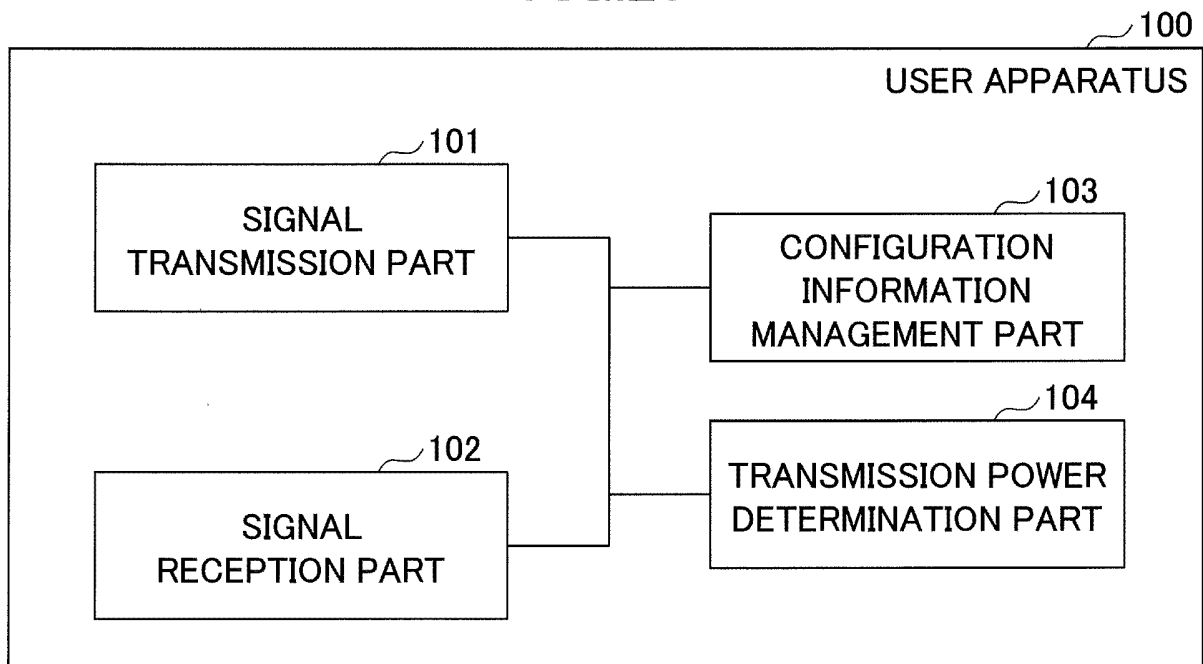 100
USER APPARATUS
101
SIGNAL
TRANSMISSION PART
103
CONFIGURATION
INFORMATION
MANAGEMENT PART
102
SIGNAL
RECEPTION PART
104
TRANSMISSION POWER
DETERMINATION PART